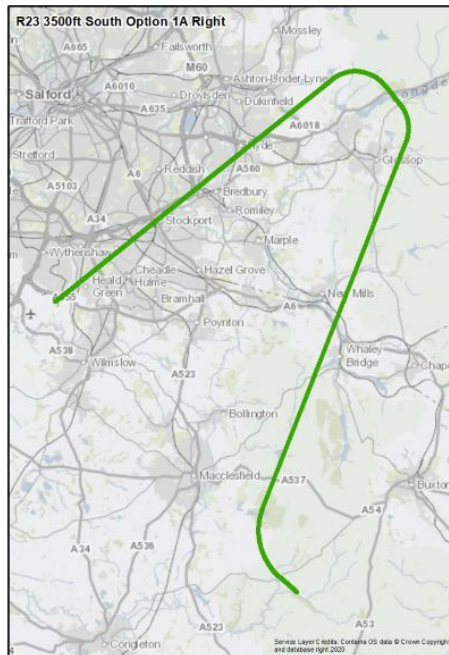 R23 3500ft South Option 1A Right
Mossley
A665
Failsworth
M60
Ashton-Under-Lyne
A6010
Salford
Droylsden
Dukinfield
A635
Trafford Park
A6018
Stretford
Hyde
Glossop
Reddish
A560
A5103
A6
Bredbury
A34
Stockport
Romiley
Wythenshaw
Marple
Cheadle
Hulme
Hazel Grove
Heald
Green
New Mills
Bramhall
A6
Poynton
A538
Whaley
Bridge
Chap
Wilmslow
A523
Bollington
Macclesfield
A537
Buxton
A54
A34
A536
A523
A53
Congleton
Service Layer Credits: Contains OS data © Crown Copyright
and database right 2020